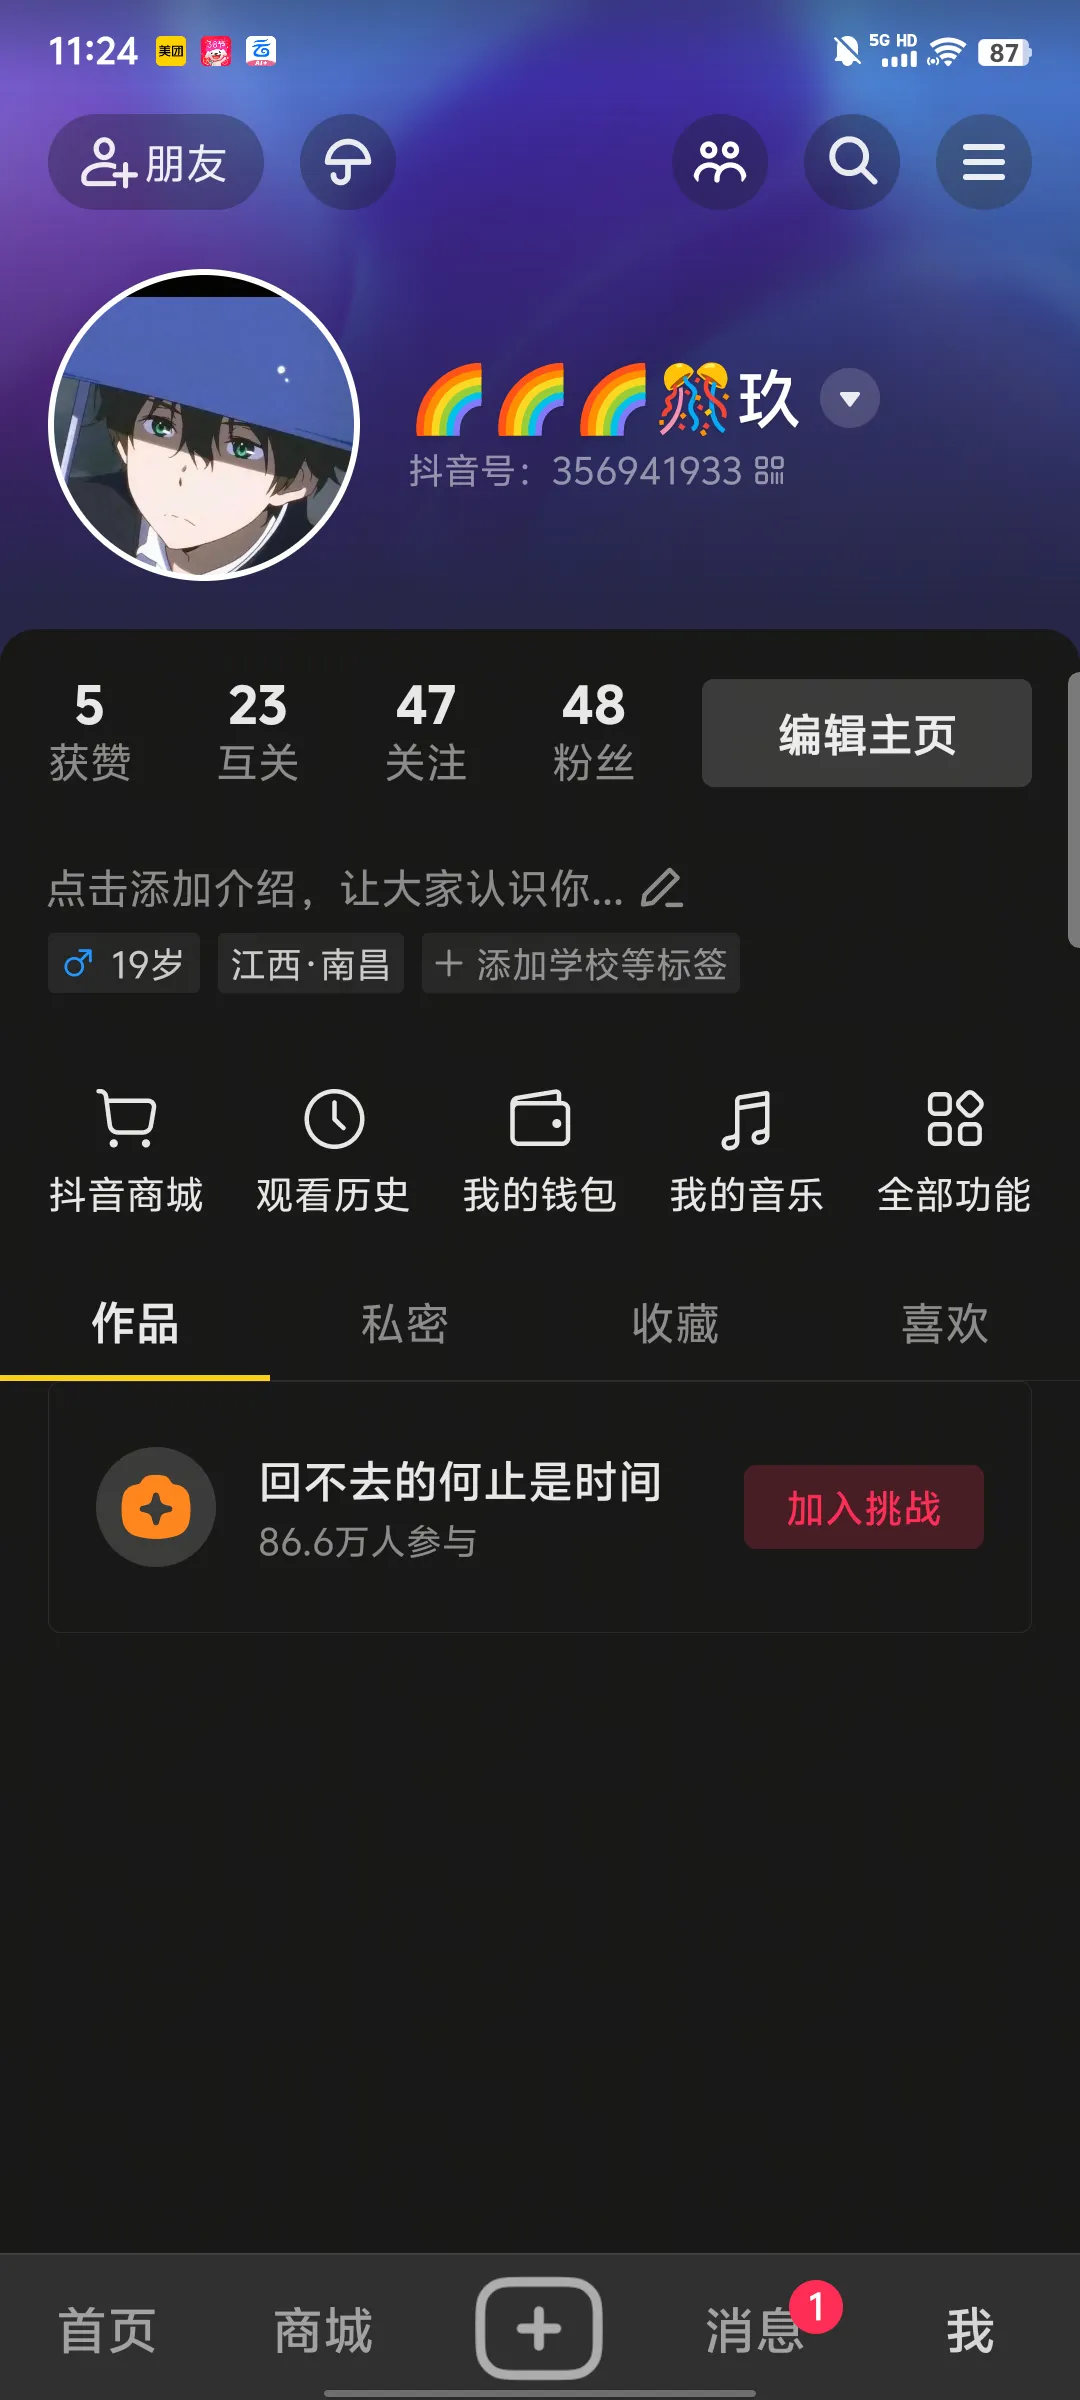 11:24
美团
5G HD
87
朋友
🌈🌈🌈🎊玖
抖音号：356941933
5
获赞
23
互关
47
关注
48
粉丝
编辑主页
点击添加介绍，让大家认识你...
19岁
江西·南昌
+ 添加学校等标签
抖音商城
观看历史
我的钱包
我的音乐
全部功能
作品
私密
收藏
喜欢
回不去的何止是时间
86.6万人参与
加入挑战
首页
商城
消息
1
我